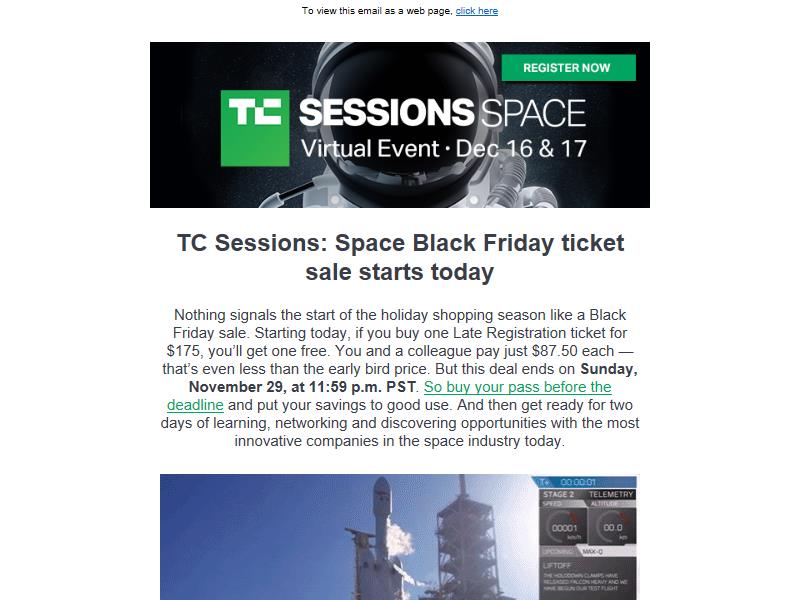 To view this email as a web page, click here
REGISTER NOW
TC SESSIONS SPACE
Virtual Event · Dec 16 & 17
TC Sessions: Space Black Friday ticket
sale starts today
Nothing signals the start of the holiday shopping season like a Black
Friday sale. Starting today, if you buy one Late Registration ticket for
$175, you’ll get one free. You and a colleague pay just $87.50 each —
that’s even less than the early bird price. But this deal ends on Sunday,
November 29, at 11:59 p.m. PST. So buy your pass before the
deadline and put your savings to good use. And then get ready for two
days of learning, networking and discovering opportunities with the most
innovative companies in the space industry today.
T+ 00:00:01
STAGE 2 TELEMETRY
SPEED ALTITUDE
00001 00.0
km/h km
UPCOMING MAX-Q
LIFTOFF
THE HOLDDOWN CLAMPS HAVE
RELEASED FALCON HEAVY AND WE
HAVE BEGUN OUR TEST FLIGHT